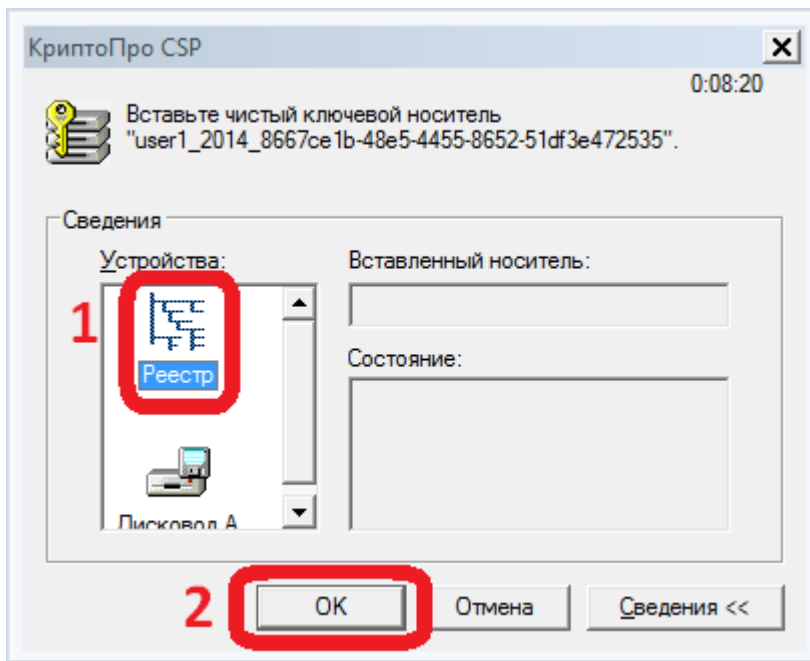 КриптоПро CSP
0:08:20
Вставьте чистый ключевой носитель
"user1_2014_8667ce1b-48e5-4455-8652-51df3e472535".
Сведения
Устройства:
Вставленный носитель:
1
Реестр
Состояние:
Дисковод А
2
OK
Отмена
Сведения <<